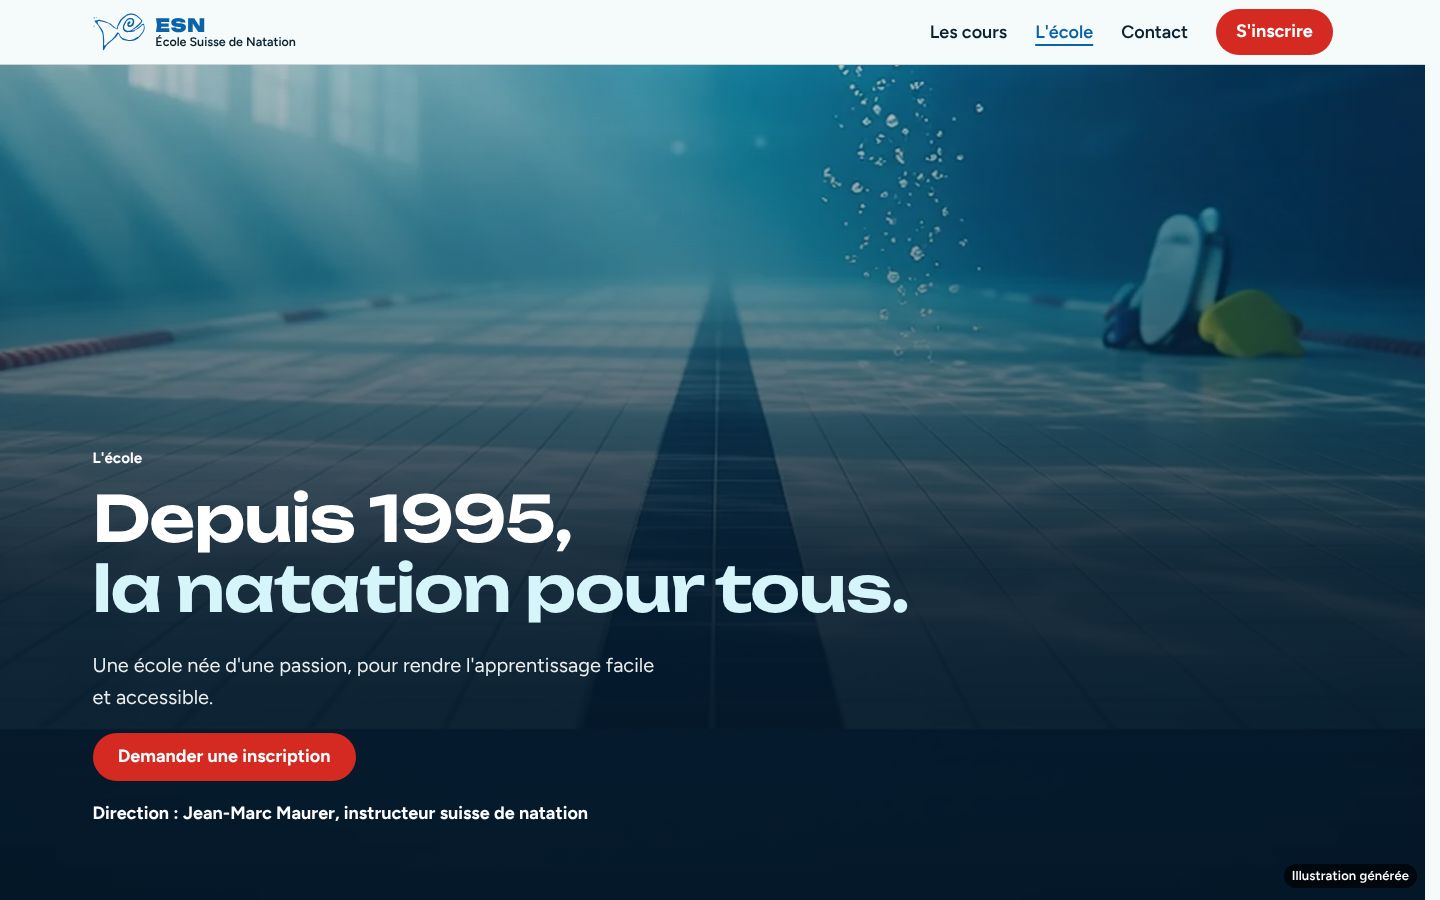 ESN
École Suisse de Natation
Les cours
L'école
Contact
S'inscrire
L'école
Depuis 1995,
la natation pour tous.
Une école née d'une passion, pour rendre l'apprentissage facile
et accessible.
Demander une inscription
Direction : Jean-Marc Maurer, instructeur suisse de natation
Illustration générée